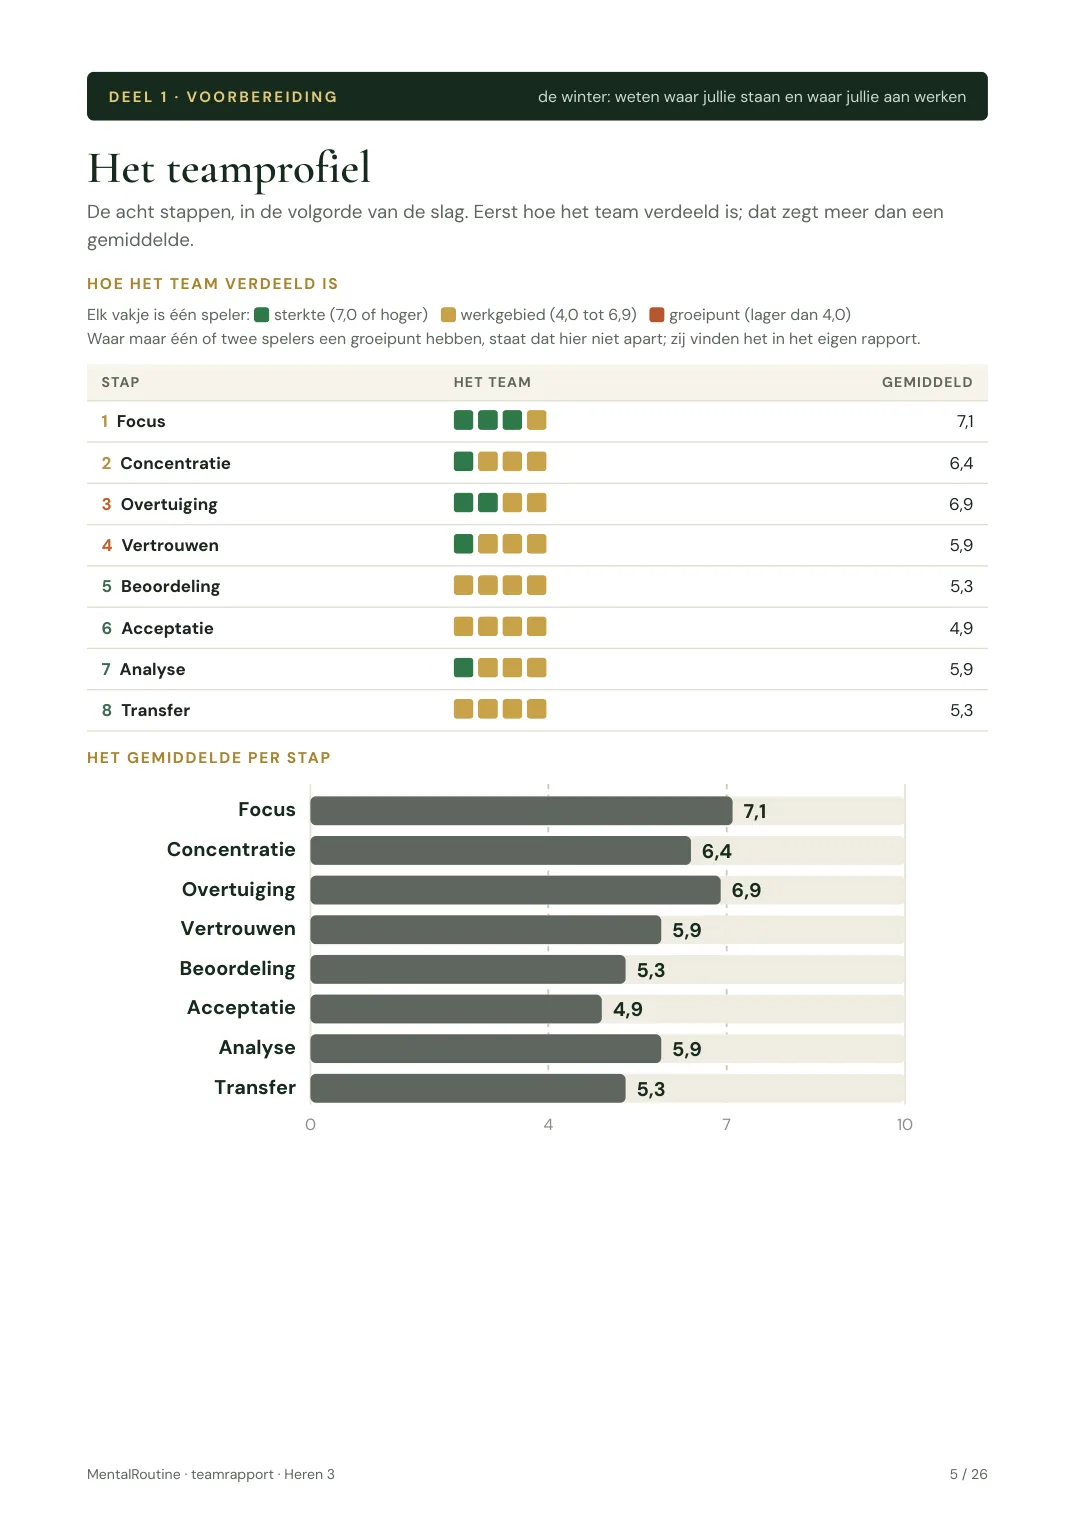 DEEL 1 · VOORBEREIDING
de winter: weten waar jullie staan en waar jullie aan werken
Het teamprofiel
De acht stappen, in de volgorde van de slag. Eerst hoe het team verdeeld is; dat zegt meer dan een
gemiddelde.
HOE HET TEAM VERDEELD IS
Elk vakje is één speler: sterkte (7,0 of hoger) werkgebied (4,0 tot 6,9) groeipunt (lager dan 4,0)
Waar maar één of twee spelers een groeipunt hebben, staat dat hier niet apart; zij vinden het in het eigen rapport.
STAP HET TEAM GEMIDDELD
1 Focus 7,1
2 Concentratie 6,4
3 Overtuiging 6,9
4 Vertrouwen 5,9
5 Beoordeling 5,3
6 Acceptatie 4,9
7 Analyse 5,9
8 Transfer 5,3
HET GEMIDDELDE PER STAP
Focus 7,1
Concentratie 6,4
Overtuiging 6,9
Vertrouwen 5,9
Beoordeling 5,3
Acceptatie 4,9
Analyse 5,9
Transfer 5,3
0 4 7 10
MentalRoutine · teamrapport · Heren 3
5 / 26